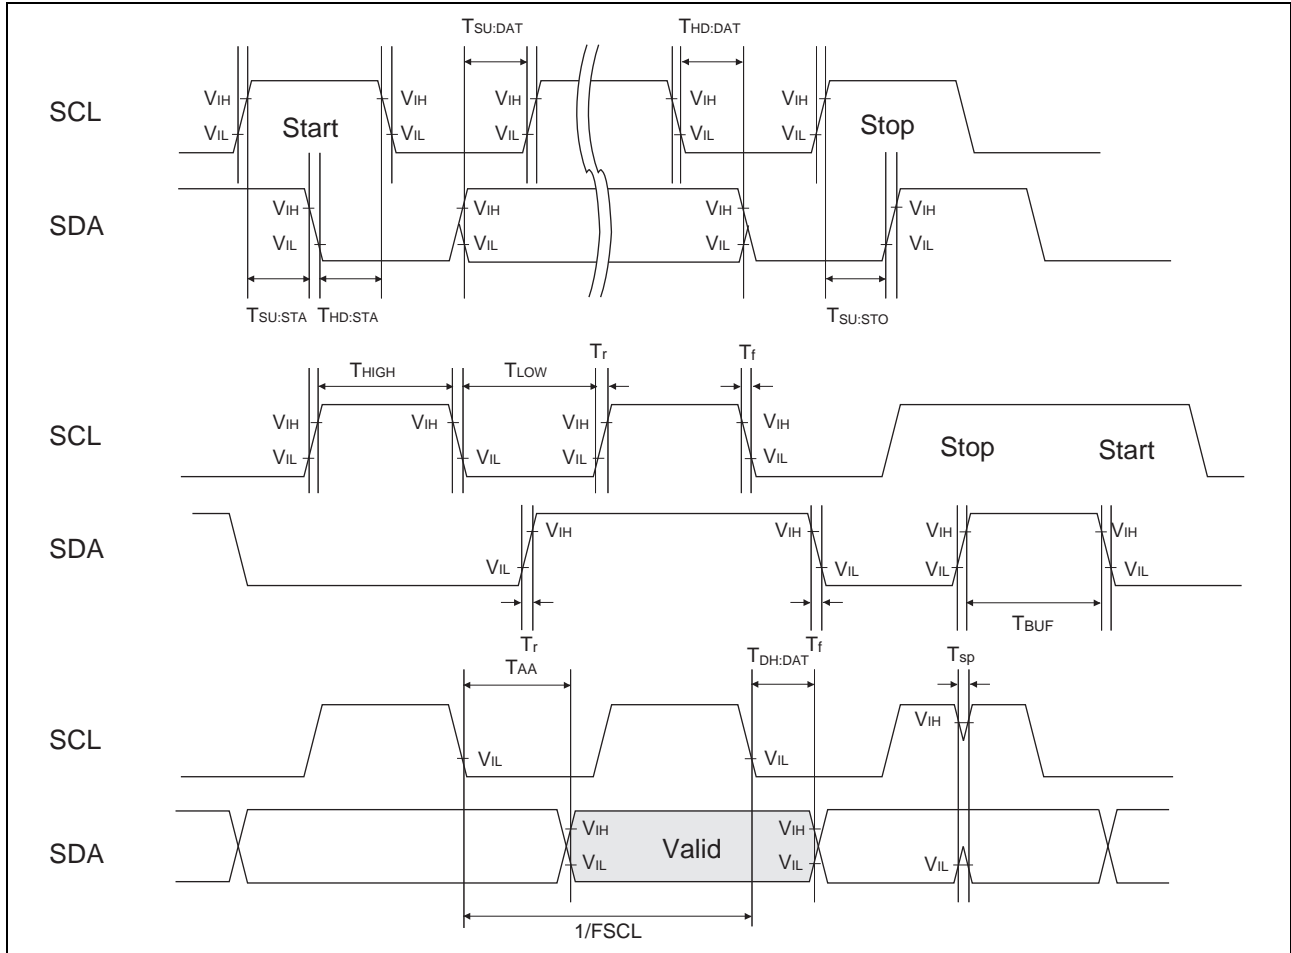 TSU:DAT THD:DAT
SCL VIH VIH VIH VIH VIH
Start Stop
VIL VIL VIL VIL VIL
SDA VIH VIH VIH VIH
VIL VIL VIL VIL
TSU:STA THD:STA TSU:STO
Tr Tf
THIGH TLOW
SCL VIH VIH VIH VIH
Stop Start
VIL VIL VIL VIL
SDA VIH VIH VIH VIH
VIL VIL VIL VIL
TBUF
Tr Tf
TAA TDH:DAT Tsp
SCL VIH
VIL VIL
SDA VIH VIH
Valid
VIL VIL VIL
1/FSCL